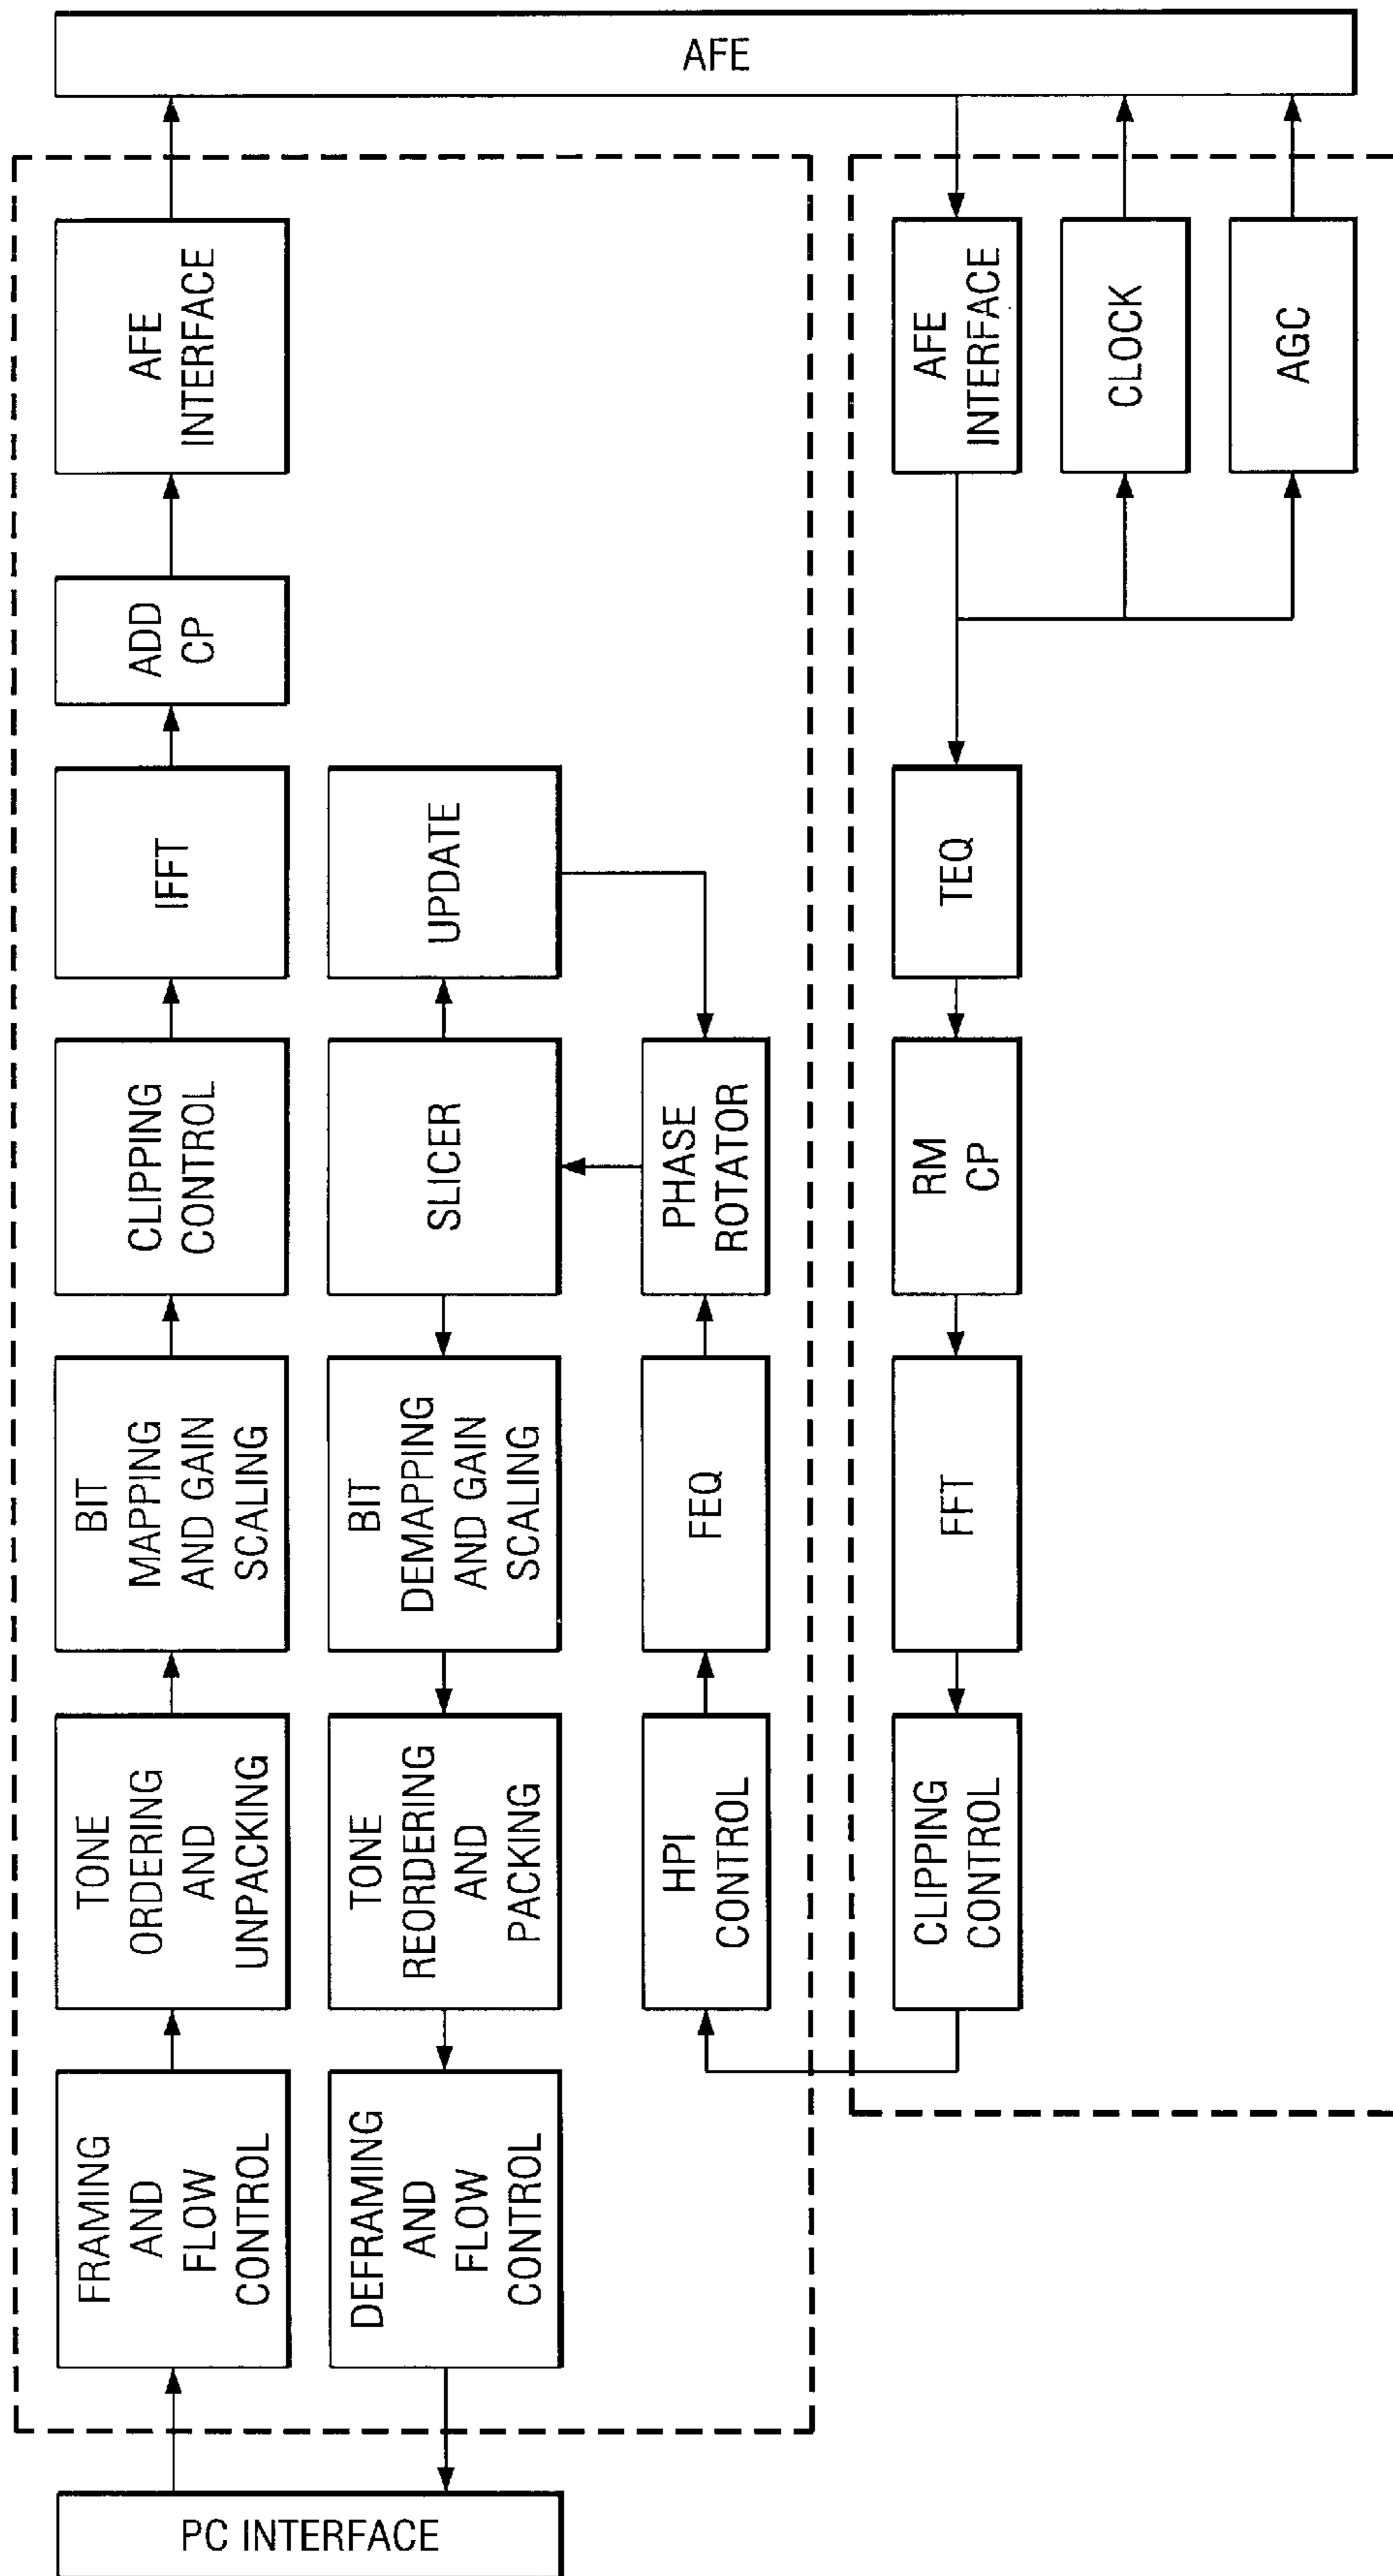 AFE
AFE
INTERFACE
ADD
CP
IFFT
CLIPPING
CONTROL
BIT
MAPPING
AND GAIN
SCALING
TONE
ORDERING
AND
UNPACKING
FRAMING
AND
FLOW
CONTROL
UPDATE
SLICER
BIT
DEMAPPING
AND GAIN
SCALING
TONE
REORDERING
AND
PACKING
DEFRAMING
AND
FLOW
CONTROL
PHASE
ROTATOR
FEQ
HPI
CONTROL
AFE
INTERFACE
CLOCK
AGC
TEQ
RM
CP
FFT
CLIPPING
CONTROL
PC INTERFACE